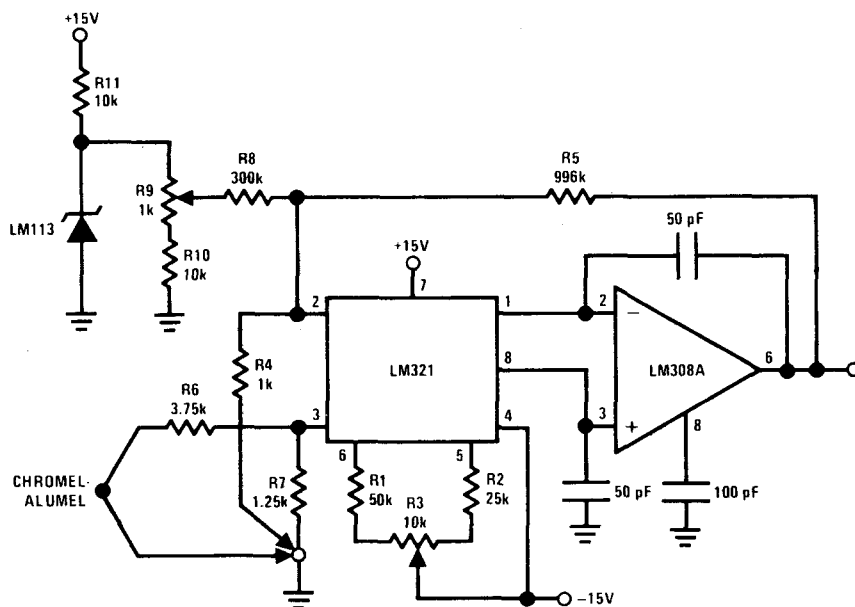 +15V
R11
10k
R8
300k
R5
996k
R9
1k
LM113
R10
10k
+15V
50 pF
7
2
1
2
−
R4
1k
LM321
8
LM308A
6
R6
3.75k
3
4
3
+
8
6
5
CHROMEL-
ALUMEL
R7
1.25k
R1
50k
R3
10k
R2
25k
50 pF
100 pF
−15V